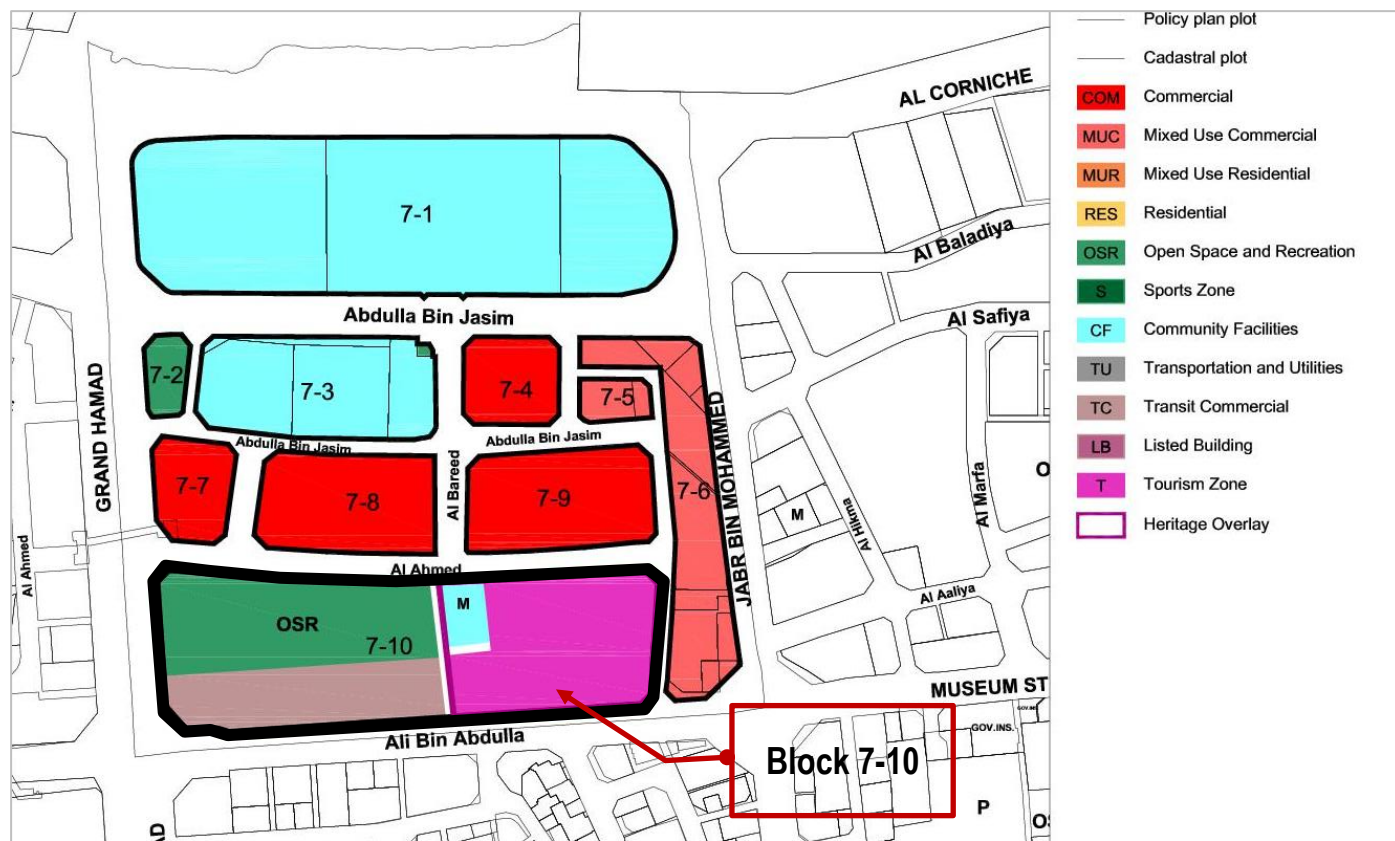 Policy plan plot
Cadastral plot
COM Commercial
MUC Mixed Use Commercial
MUR Mixed Use Residential
RES Residential
OSR Open Space and Recreation
S Sports Zone
CF Community Facilities
TU Transportation and Utilities
TC Transit Commercial
LB Listed Building
T Tourism Zone
Heritage Overlay
AL CORNICHE
7-1
Al Baladiya
Abdulla Bin Jasim
Al Safiya
7-2
7-3
7-4
7-5
GRAND HAMAD
JABR BIN MOHAMMED
Abdulla Bin Jasim
Abdulla Bin Jasim
Al Bareed
7-7
7-8
7-9
7-6
M
Al Hikma
Al Marfa
O
Al Ahmed
Al Ahmed
M
Al Aaliya
OSR
7-10
MUSEUM ST
Ali Bin Abdulla
GOV.INS.
GOV.INS.
Block 7-10
P
OS
AD